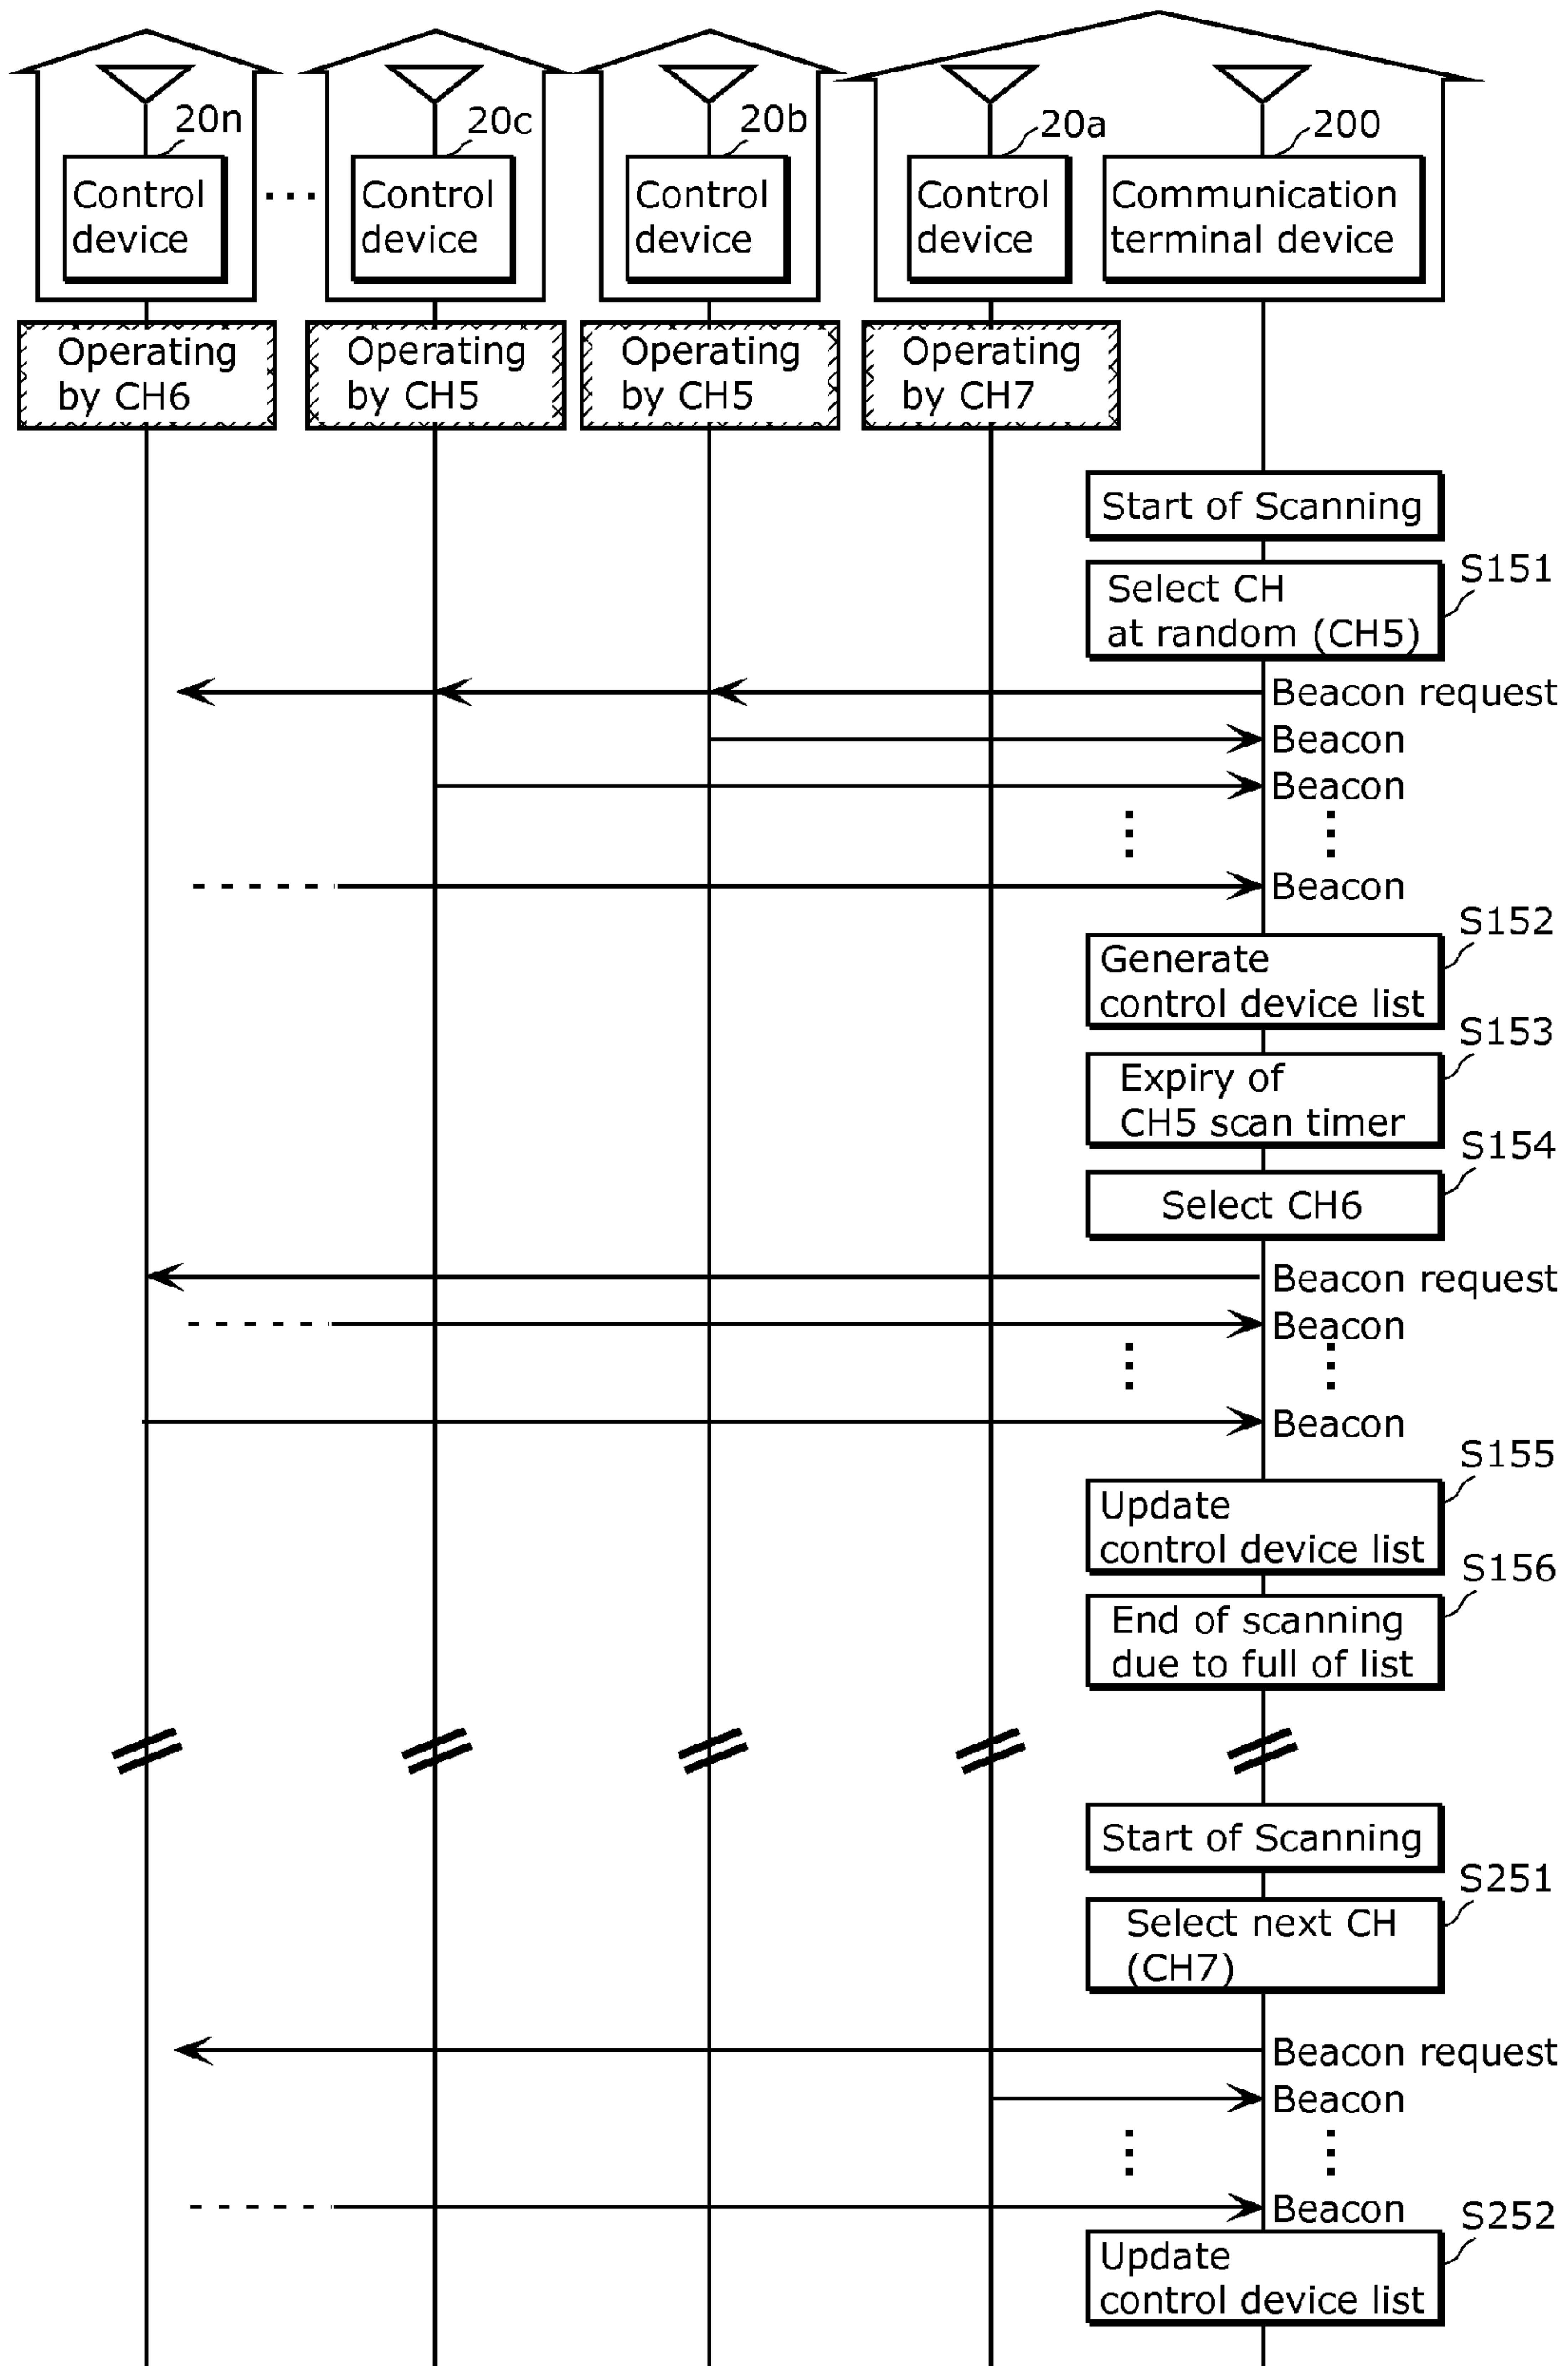 20n
20c
20b
20a
200
Control
device
...
Control
device
Control
device
Control
device
Communication
terminal device
Operating
by CH6
Operating
by CH5
Operating
by CH5
Operating
by CH7
Start of Scanning
S151
Select CH
at random (CH5)
Beacon request
Beacon
Beacon
Beacon
S152
Generate
control device list
S153
Expiry of
CH5 scan timer
S154
Select CH6
Beacon request
Beacon
Beacon
S155
Update
control device list
S156
End of scanning
due to full of list
Start of Scanning
S251
Select next CH
(CH7)
Beacon request
Beacon
Beacon
S252
Update
control device list